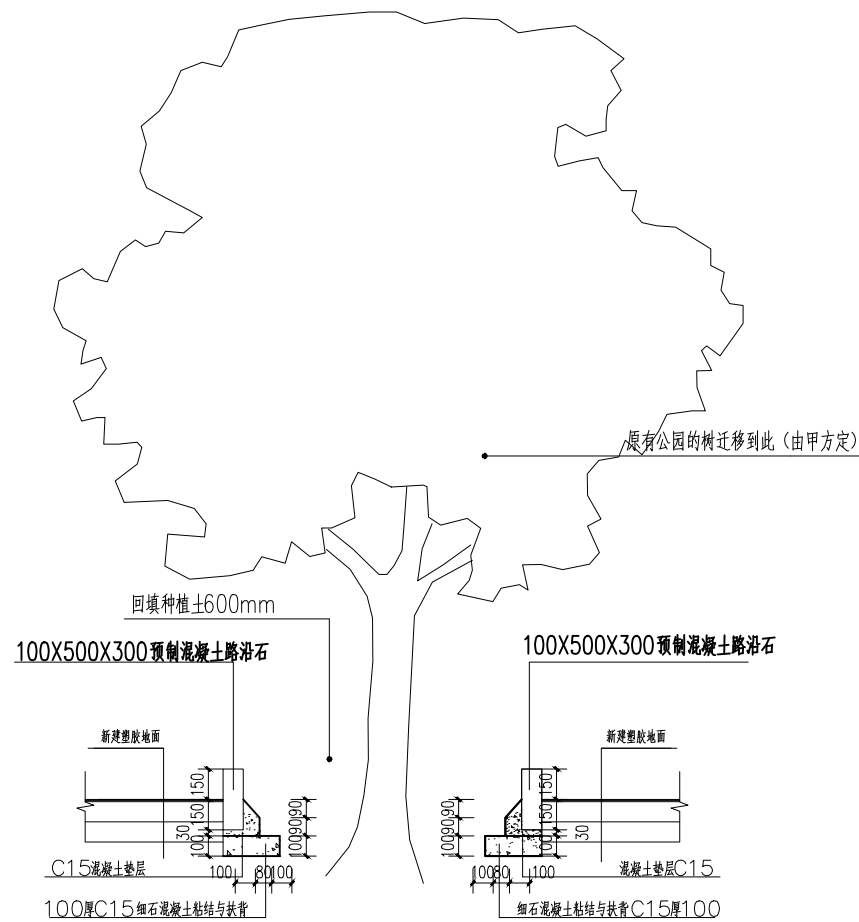 原有公园的树迁移到此（由甲方定）
回填种植土600mm
100X500X300预制混凝土路沿石
100X500X300预制混凝土路沿石
新建塑胶地面
新建塑胶地面
150
150
30
100
90
90
100
150
150
30
100
90
90
100
100
80
100
100
80
100
C15混凝土垫层
混凝土垫层C15
100厚C15细石混凝土粘结与扶背
细石混凝土粘结与扶背C15厚100